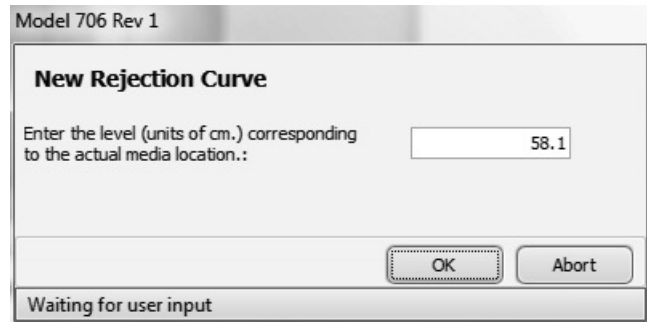 Model 706 Rev 1
New Rejection Curve
Enter the level (units of cm.) corresponding
to the actual media location.:
58.1
OK
Abort
Waiting for user input